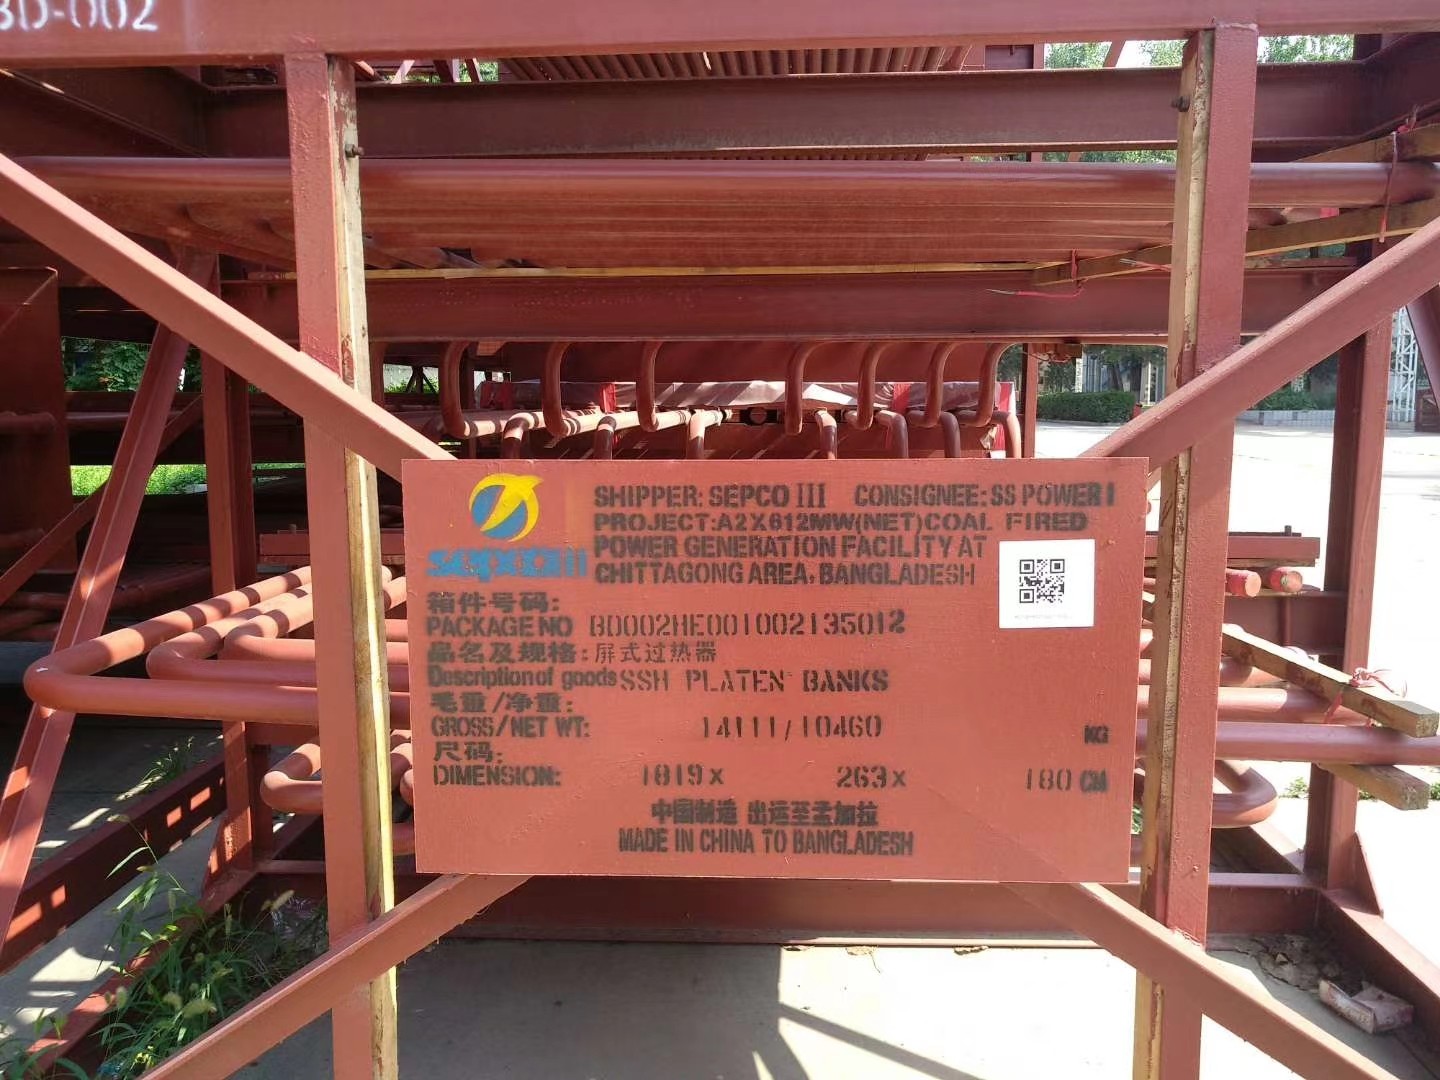 BD-002
SHIPPER: SEPCO III CONSIGNEE: SS POWER I
PROJECT: A2X612MW(NET)COAL FIRED
POWER GENERATION FACILITY AT
CHITTAGONG AREA, BANGLADESH
sepcoIII
箱件号码:
PACKAGE NO BD002HE001002135012
品名及规格: 屏式过热器
Description of goods SSH PLATEN BANKS
毛重/净重:
GROSS/NET WT: 14111/10460 KG
尺码:
DIMENSION: 1819x 263x 180 CM
中国制造 出运至孟加拉
MADE IN CHINA TO BANGLADESH